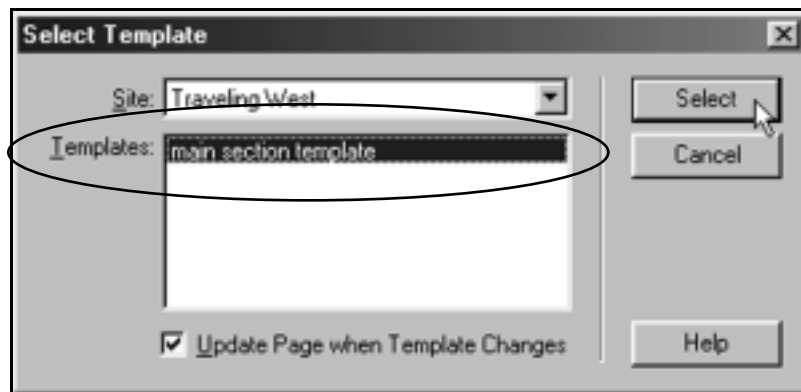 Select Template
Site: Traveling West
Select
Templates: main section template
Cancel
Update Page when Template Changes
Help